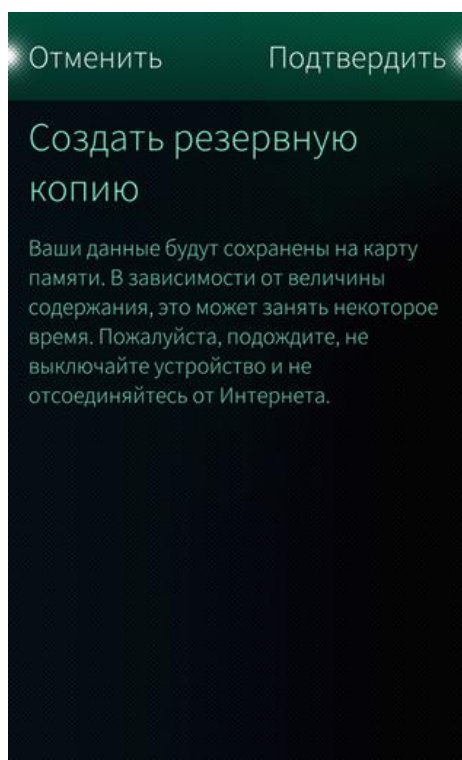 Отменить Подтвердить
Создать резервную
копию
Ваши данные будут сохранены на карту
памяти. В зависимости от величины
содержания, это может занять некоторое
время. Пожалуйста, подождите, не
выключайте устройство и не
отсоединяйтесь от Интернета.